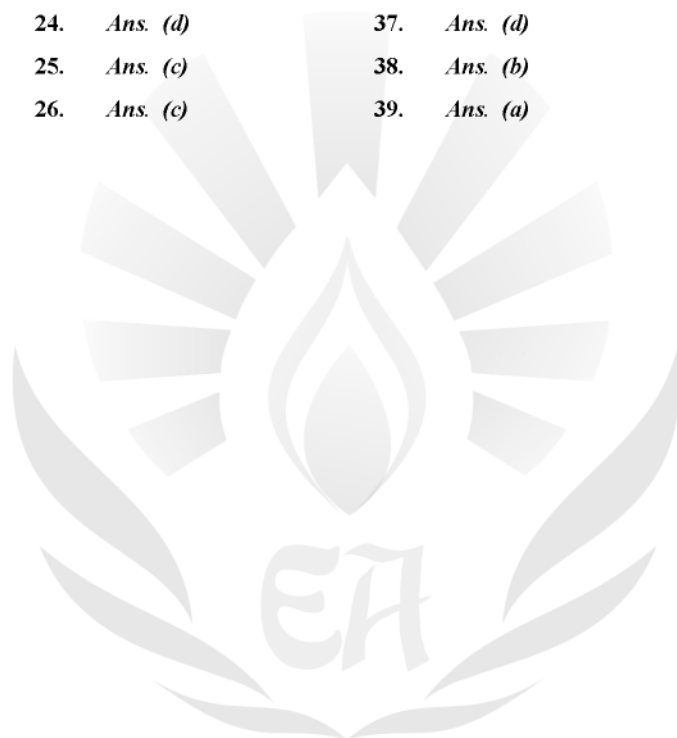 24. Ans. (d)
25. Ans. (c)
26. Ans. (c)
37. Ans. (d)
38. Ans. (b)
39. Ans. (a)
EA